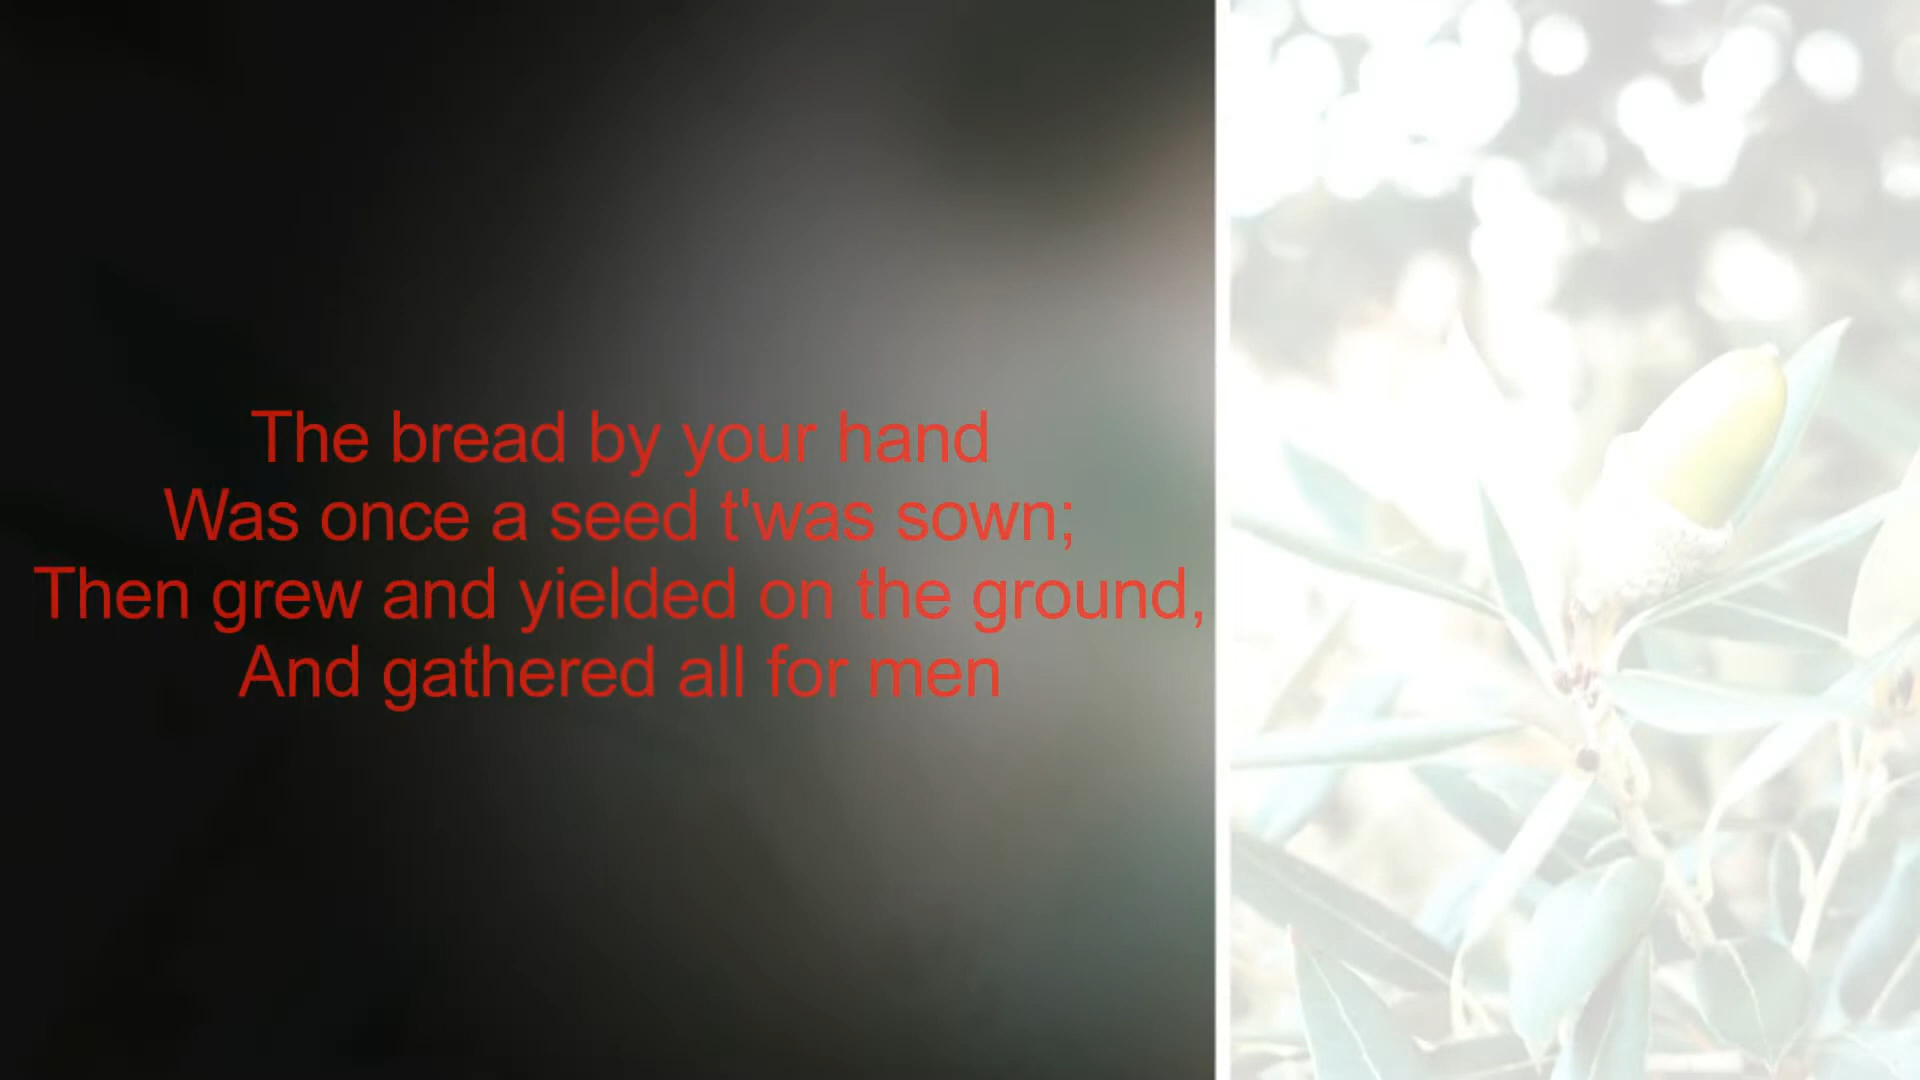 The bread by your hand
Was once a seed t'was sown;
Then grew and yielded on the ground,
And gathered all for men